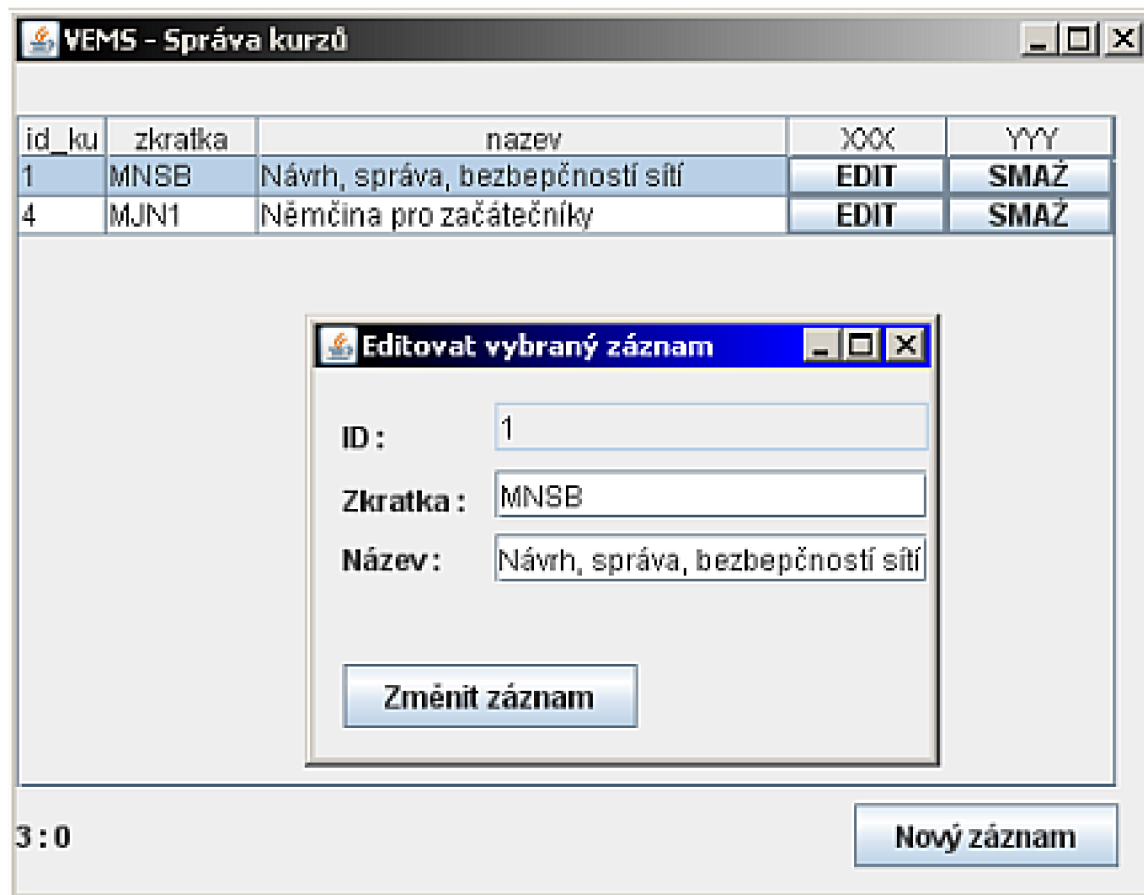 VEMS - Správa kurzů
id_ku zkratka nazev XXX YYY
1 MNSB Návrh, správa, bezbepčností sítí EDIT SMAŽ
4 MJN1 Němčina pro začátečníky EDIT SMAŽ
Editovat vybraný záznam
ID : 1
Zkratka : MNSB
Název : Návrh, správa, bezbepčností sítí
Změnit záznam
3 : 0 Nový záznam